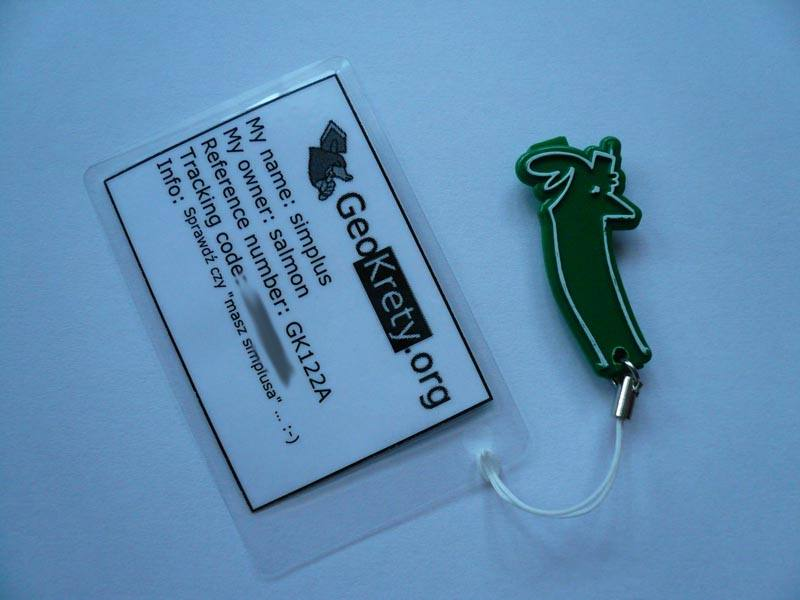 GeoKrety.org
My name: simplus
My owner: salmon
Reference number: GK122A
Tracking code:
Info: Sprawdź czy "masz simplusa" ... :-)